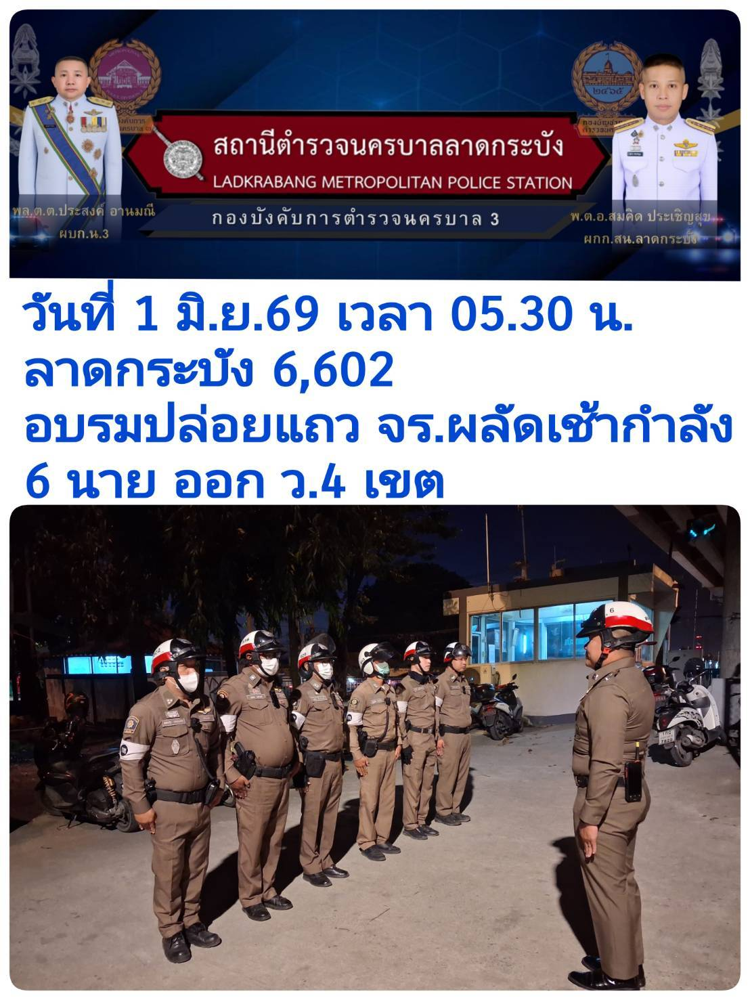 สถานีตำรวจนครบาลลาดกระบัง
LADKRABANG METROPOLITAN POLICE STATION
กองบังคับการตำรวจนครบาล 3
พล.ต.ต.ประสงค์ อานมณี
ผบก.น.3
พ.ต.อ.สมคิด ประเชิญสุข
ผกก.สน.ลาดกระบัง
๒๔๖๕
วันที่ 1 มิ.ย.69 เวลา 05.30 น.
ลาดกระบัง 6,602
อบรมปล่อยแถว จร.ผลัดเช้ากำลัง
6 นาย ออก ว.4 เขต
6